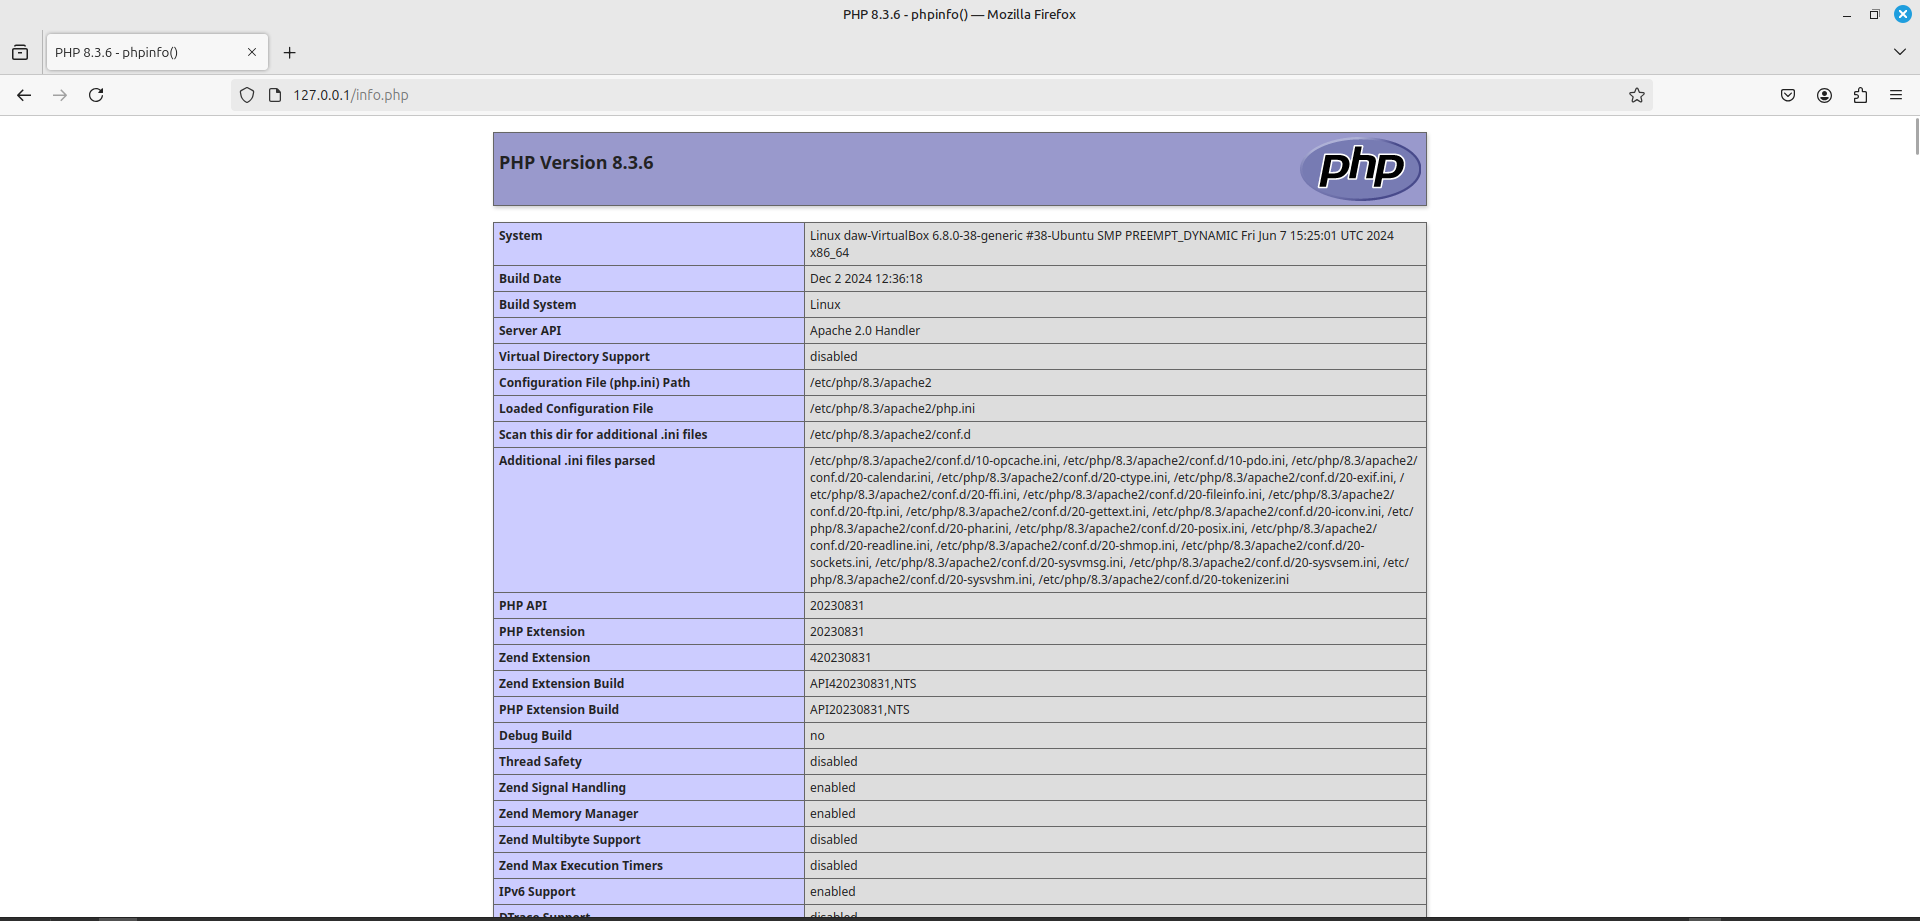 PHP 8.3.6 - phpinfo() — Mozilla Firefox
PHP 8.3.6 - phpinfo()
127.0.0.1/info.php
PHP Version 8.3.6
php
System
Linux daw-VirtualBox 6.8.0-38-generic #38-Ubuntu SMP PREEMPT_DYNAMIC Fri Jun 7 15:25:01 UTC 2024
x86_64
Build Date
Dec 2 2024 12:36:18
Build System
Linux
Server API
Apache 2.0 Handler
Virtual Directory Support
disabled
Configuration File (php.ini) Path
/etc/php/8.3/apache2
Loaded Configuration File
/etc/php/8.3/apache2/php.ini
Scan this dir for additional .ini files
/etc/php/8.3/apache2/conf.d
Additional .ini files parsed
/etc/php/8.3/apache2/conf.d/10-opcache.ini, /etc/php/8.3/apache2/conf.d/10-pdo.ini, /etc/php/8.3/apache2/
conf.d/20-calendar.ini, /etc/php/8.3/apache2/conf.d/20-ctype.ini, /etc/php/8.3/apache2/conf.d/20-exif.ini, /
etc/php/8.3/apache2/conf.d/20-ffi.ini, /etc/php/8.3/apache2/conf.d/20-fileinfo.ini, /etc/php/8.3/apache2/
conf.d/20-ftp.ini, /etc/php/8.3/apache2/conf.d/20-gettext.ini, /etc/php/8.3/apache2/conf.d/20-iconv.ini, /etc/
php/8.3/apache2/conf.d/20-phar.ini, /etc/php/8.3/apache2/conf.d/20-posix.ini, /etc/php/8.3/apache2/
conf.d/20-readline.ini, /etc/php/8.3/apache2/conf.d/20-shmop.ini, /etc/php/8.3/apache2/conf.d/20-
sockets.ini, /etc/php/8.3/apache2/conf.d/20-sysvmsg.ini, /etc/php/8.3/apache2/conf.d/20-sysvsem.ini, /etc/
php/8.3/apache2/conf.d/20-sysvshm.ini, /etc/php/8.3/apache2/conf.d/20-tokenizer.ini
PHP API
20230831
PHP Extension
20230831
Zend Extension
420230831
Zend Extension Build
API420230831,NTS
PHP Extension Build
API20230831,NTS
Debug Build
no
Thread Safety
disabled
Zend Signal Handling
enabled
Zend Memory Manager
enabled
Zend Multibyte Support
disabled
Zend Max Execution Timers
disabled
IPv6 Support
enabled
DTrace Support
disabled